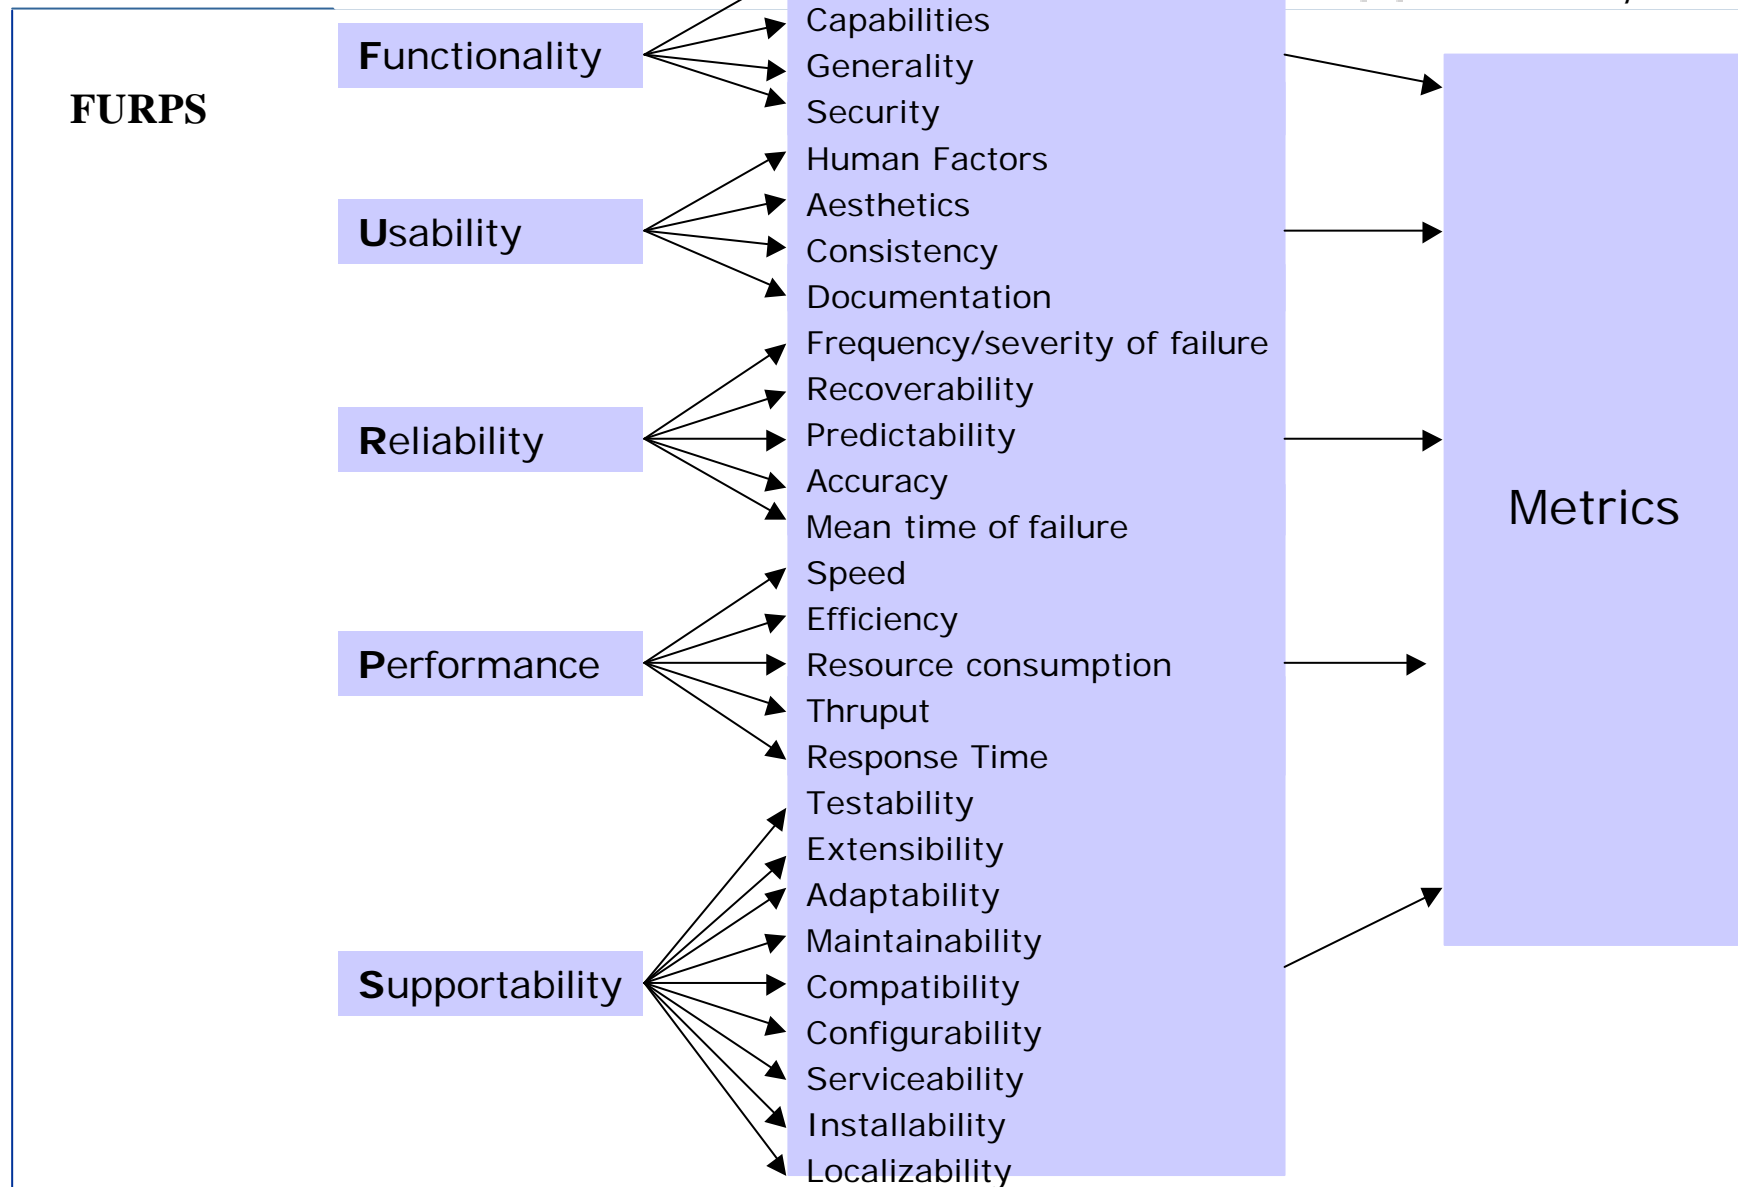 FURPS
Functionality
Capabilities
Generality
Security
Usability
Human Factors
Aesthetics
Consistency
Documentation
Reliability
Frequency/severity of failure
Recoverability
Predictability
Accuracy
Mean time of failure
Performance
Speed
Efficiency
Resource consumption
Thruput
Response Time
Supportability
Testability
Extensibility
Adaptability
Maintainability
Compatibility
Configurability
Serviceability
Installability
Localizability
Metrics